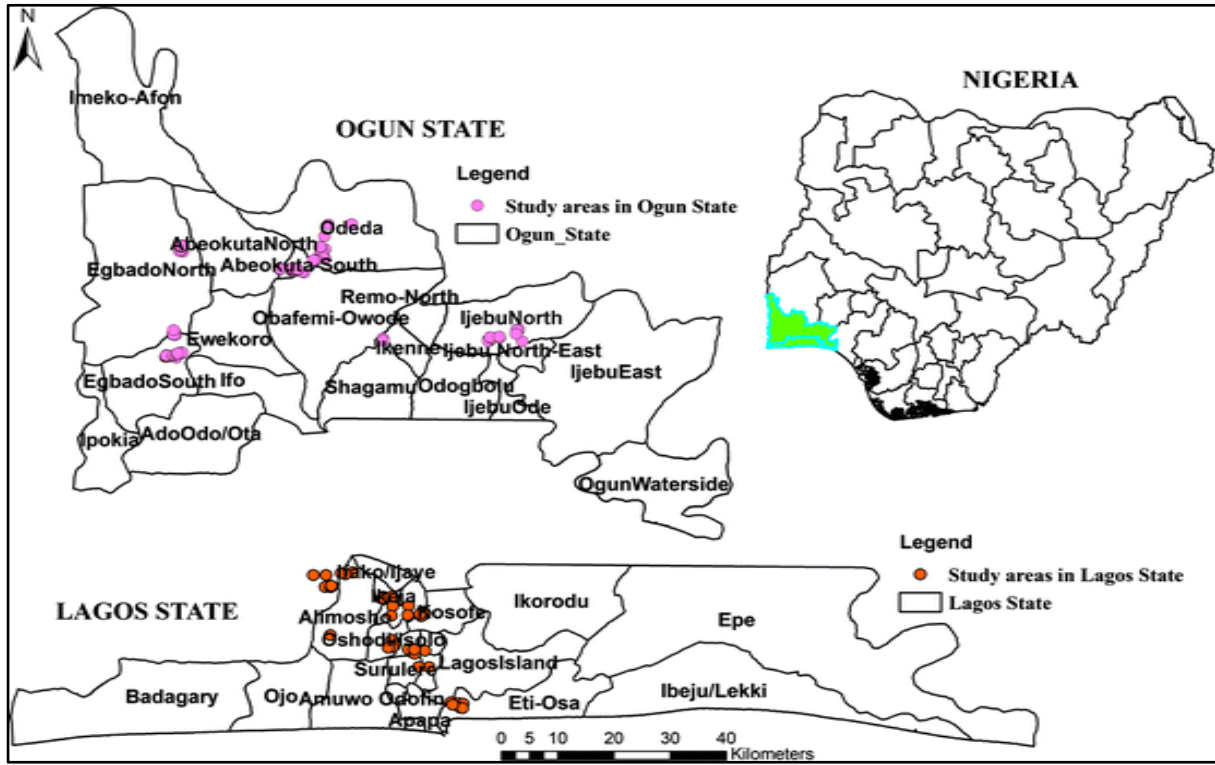 N
NIGERIA
Imeko-Afon
OGUN STATE
Legend
Study areas in Ogun State
Ogun_State
Odeda
AbeokutaNorth
Abeokuta-South
EgbadoNorth
Remo-North
Obafemi-Owode
IjebuNorth
Ewekoro
Ikenne
Ijebu North-East
IjebuEast
EgbadoSouth
Ifo
Shagamu
Odogbolu
IjebuOde
Ipokia
AdoOdo/Ota
OgunWaterside
Legend
Study areas in Lagos State
Lagos State
LAGOS STATE
Ifako/Ijaye
Ikeja
Kosofe
Ikorodu
Alimosho
Epe
Oshodi/Isolo
Surulere
LagosIsland
Badagary
Ojo
Amuwo Odofin
Eti-Osa
Ibeju/Lekki
Apapa
0 5 10 20 30 40
Kilometers